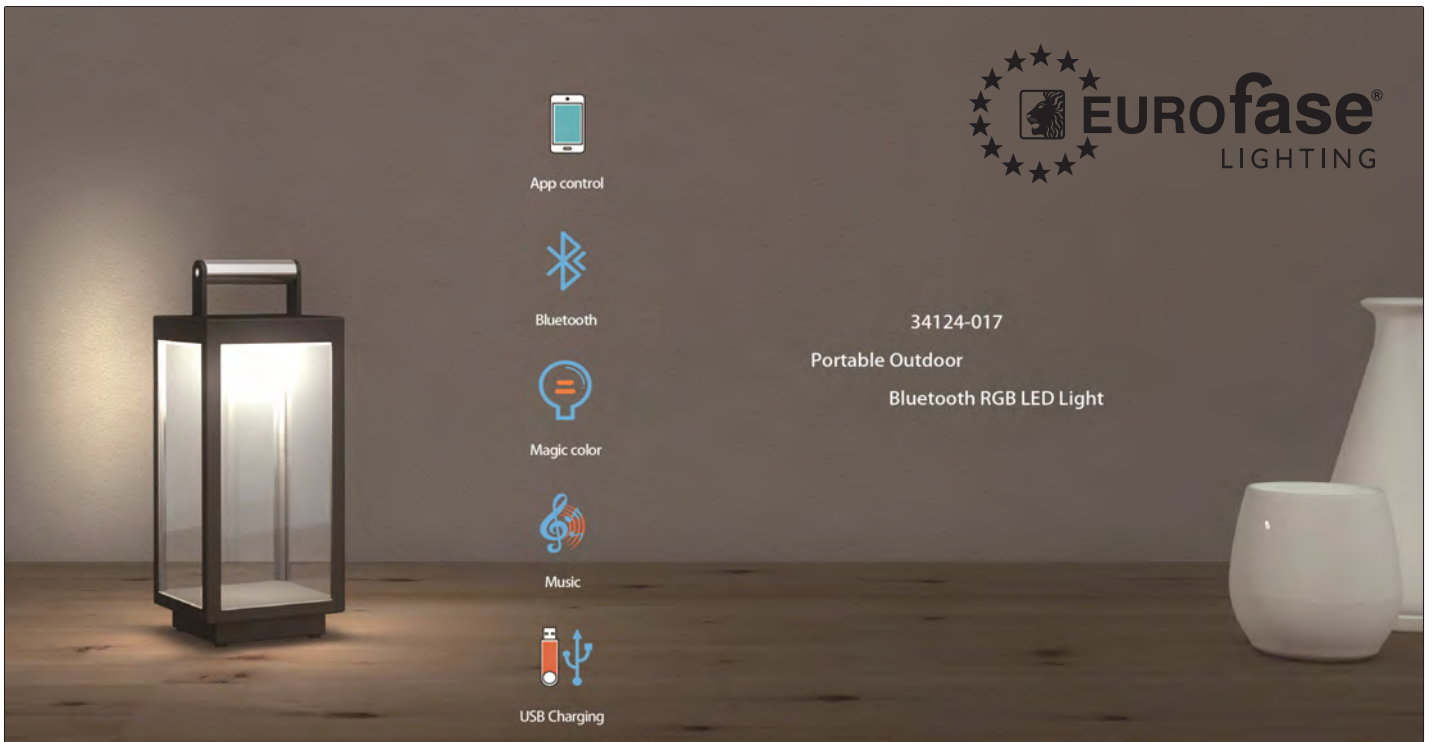 EUROfase®
LIGHTING
App control
Bluetooth
Magic color
Music
USB Charging
34124-017
Portable Outdoor
Bluetooth RGB LED Light